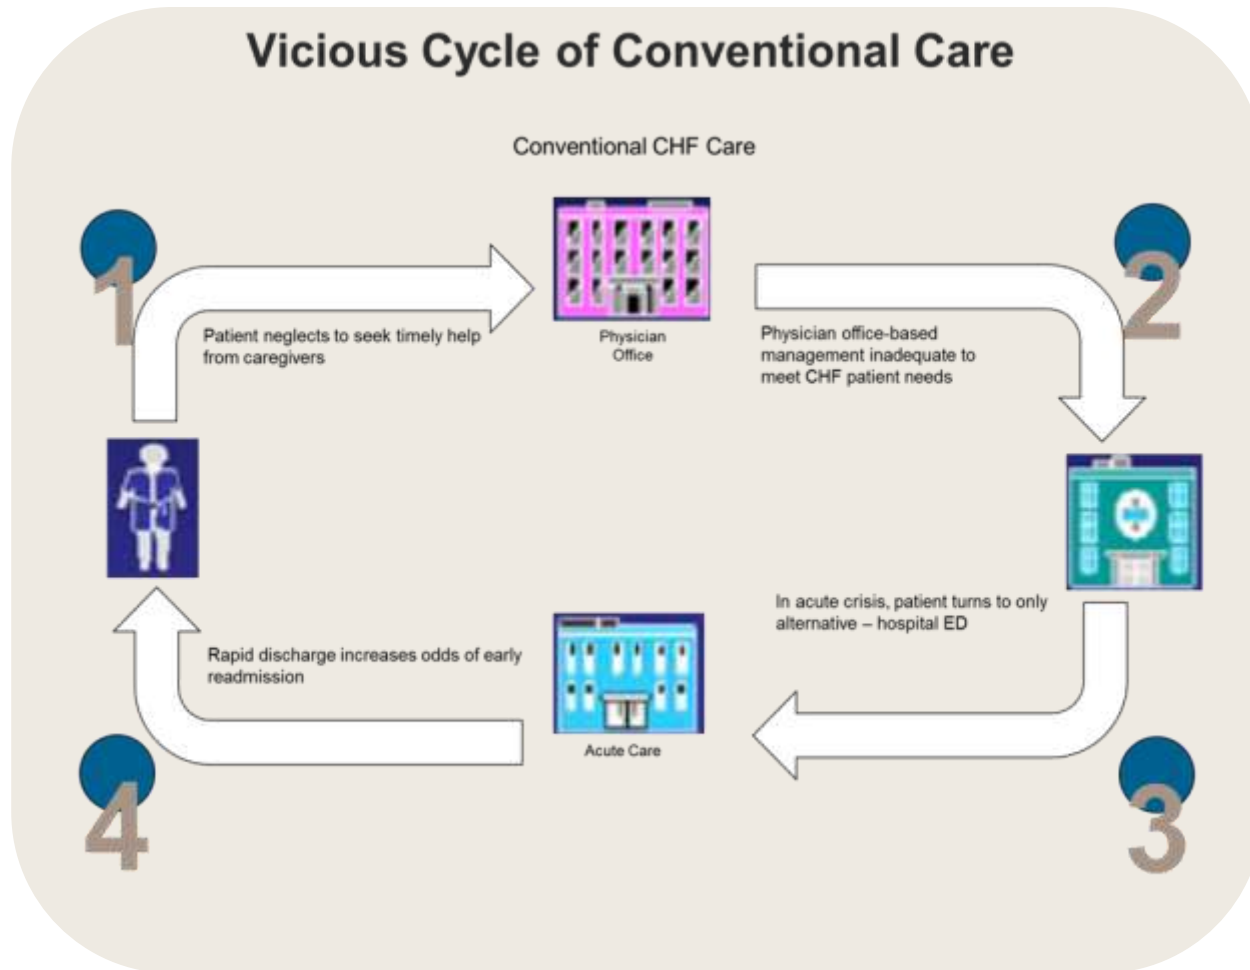 Vicious Cycle of Conventional Care
Conventional CHF Care
1
Patient neglects to seek timely help
from caregivers
Physician
Office
2
Physician office-based
management inadequate to
meet CHF patient needs
In acute crisis, patient turns to only
alternative – hospital ED
3
Acute Care
Rapid discharge increases odds of early
readmission
4